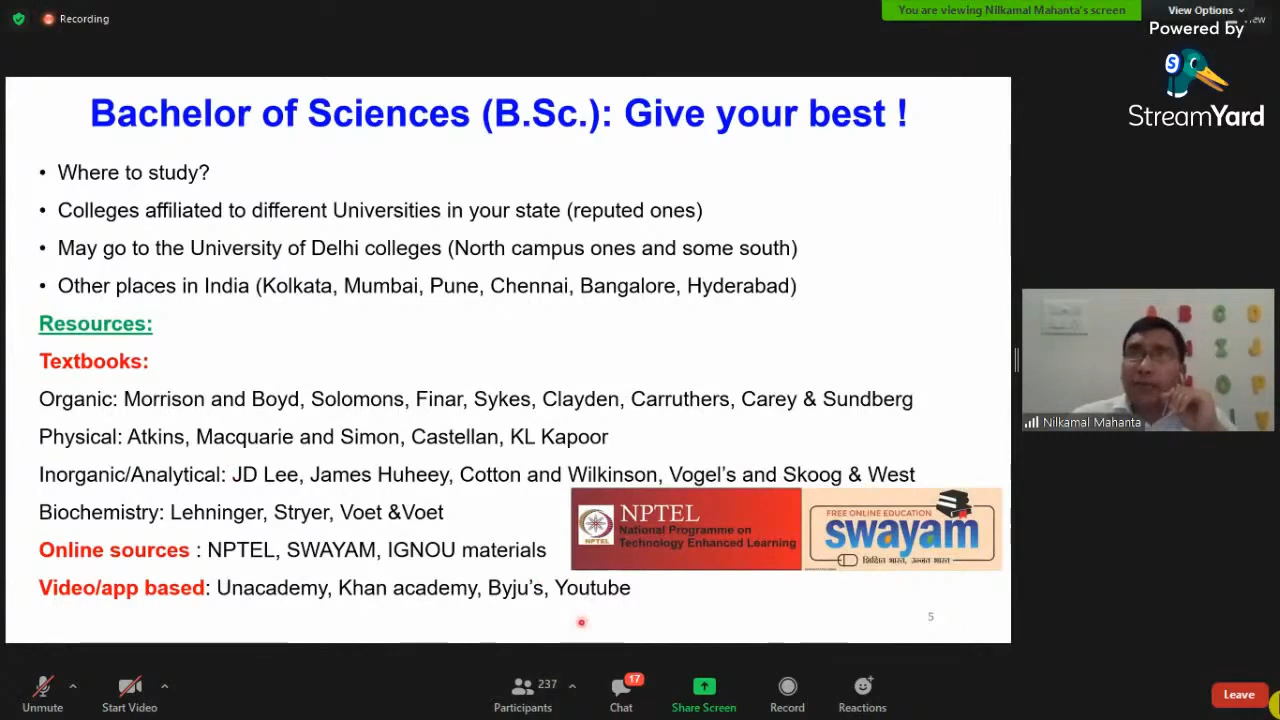 Recording
You are viewing Nilkamal Mahanta's screen
View Options
View
Powered by
StreamYard
Bachelor of Sciences (B.Sc.): Give your best !
• Where to study?
• Colleges affiliated to different Universities in your state (reputed ones)
• May go to the University of Delhi colleges (North campus ones and some south)
• Other places in India (Kolkata, Mumbai, Pune, Chennai, Bangalore, Hyderabad)
Resources:
Textbooks:
Organic: Morrison and Boyd, Solomons, Finar, Sykes, Clayden, Carruthers, Carey & Sundberg
Physical: Atkins, Macquarie and Simon, Castellan, KL Kapoor
Inorganic/Analytical: JD Lee, James Huheey, Cotton and Wilkinson, Vogel's and Skoog & West
Biochemistry: Lehninger, Stryer, Voet &Voet
NPTEL
National Programme on
Technology Enhanced Learning
NPTEL
FREE ONLINE EDUCATION
swayam
शिक्षित भारत, उन्नत भारत
Online sources : NPTEL, SWAYAM, IGNOU materials
Video/app based: Unacademy, Khan academy, Byju's, Youtube
5
A B C D
J
O P
Nilkamal Mahanta
Unmute
Start Video
237
Participants
17
Chat
Share Screen
Record
Reactions
Leave